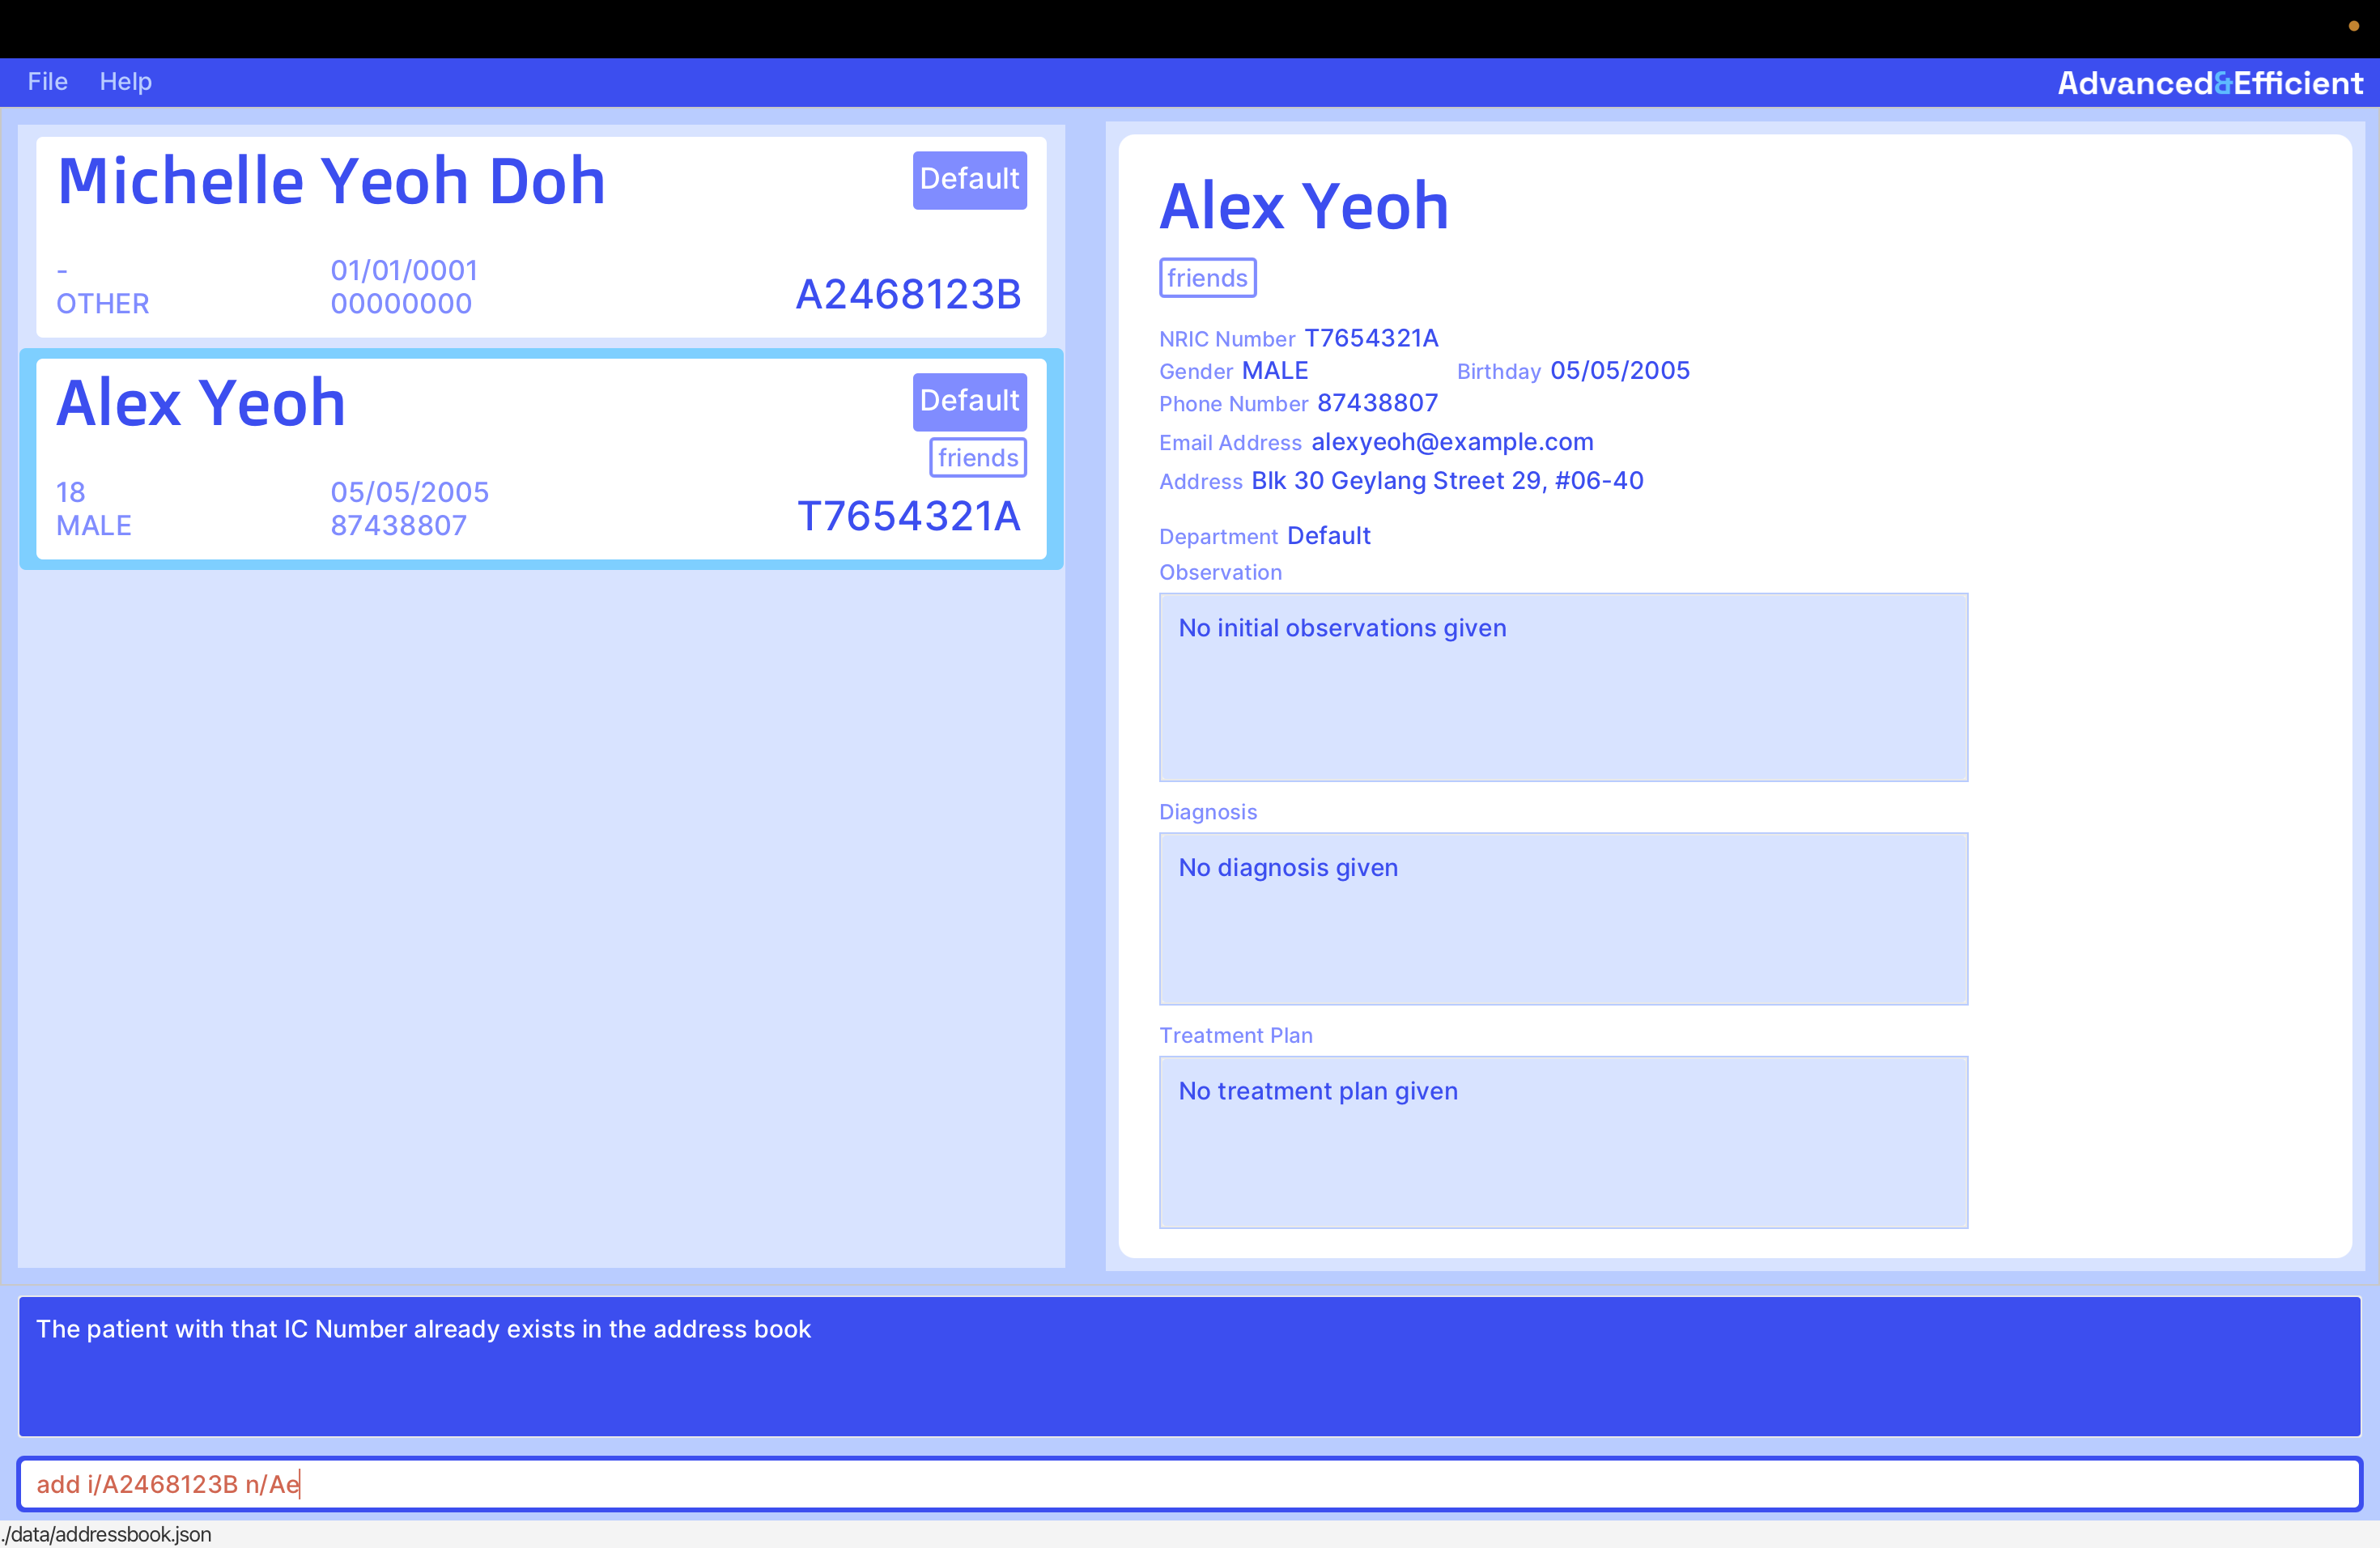 File Help
Advanced&Efficient
Michelle Yeoh Doh
Default
- 01/01/0001
OTHER 00000000
A2468123B
Alex Yeoh
Default
friends
18 05/05/2005
MALE 87438807
T7654321A
Alex Yeoh
friends
NRIC Number T7654321A
Gender MALE Birthday 05/05/2005
Phone Number 87438807
Email Address alexyeoh@example.com
Address Blk 30 Geylang Street 29, #06-40
Department Default
Observation
No initial observations given
Diagnosis
No diagnosis given
Treatment Plan
No treatment plan given
The patient with that IC Number already exists in the address book
add i/A2468123B n/Ae
./data/addressbook.json